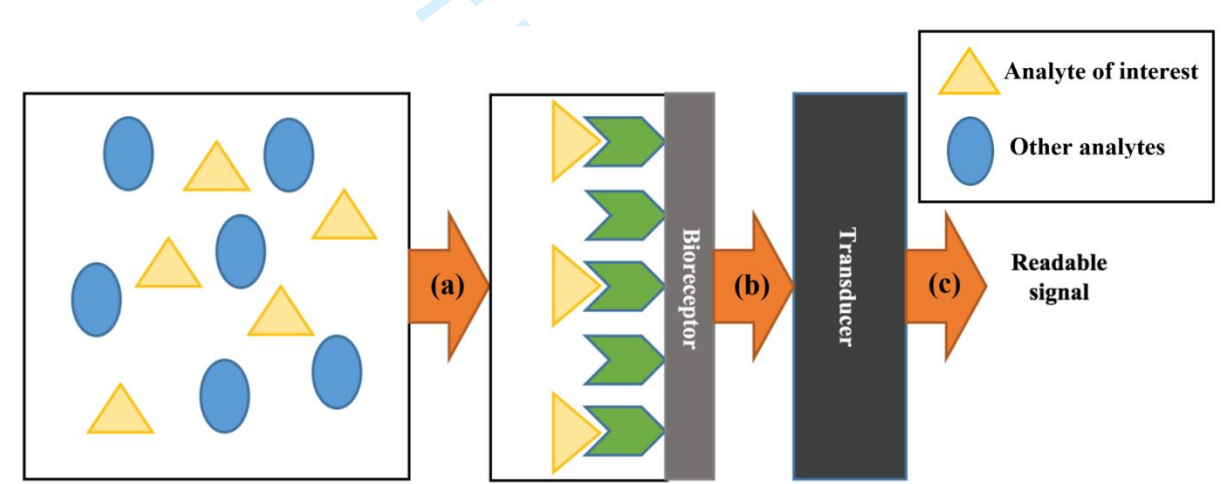 Analyte of interest
Other analytes
(a)
Bioreceptor
(b)
Transducer
(c)
Readable
signal